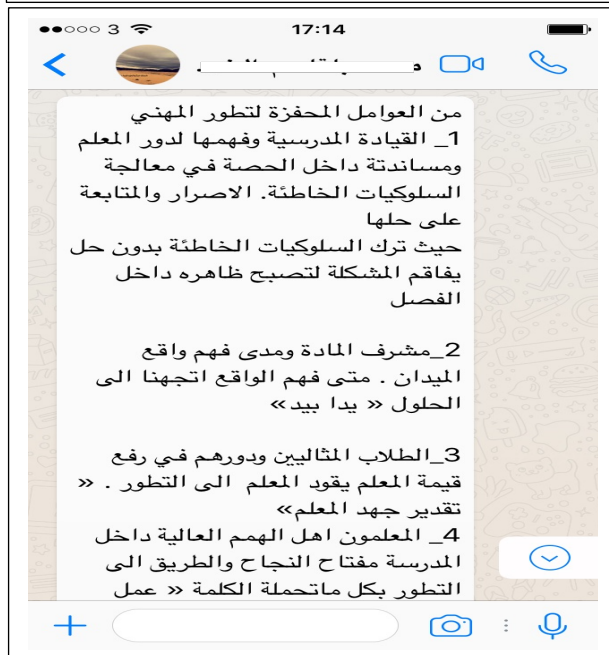 3 17:14
من العوامل المحفزة لتطور المهني
1_ القيادة المدرسية وفهمها لدور المعلم
ومساندتة داخل الحصة في معالجة
السلوكيات الخاطئة. الاصرار والمتابعة
على حلها
حيث ترك السلوكيات الخاطئة بدون حل
يفاقم المشكلة لتصبح ظاهره داخل
الفصل
2_مشرف المادة ومدى فهم واقع
الميدان . متى فهم الواقع اتجهنا الى
الحلول « يدا بيد»
3_الطلاب المثاليين ودورهم في رفع
قيمة المعلم يقود المعلم الى التطور . «
تقدير جهد المعلم»
4_ المعلمون اهل الهمم العالية داخل
المدرسة مفتاح النجاح والطريق الى
التطور بكل ماتحملة الكلمة « عمل